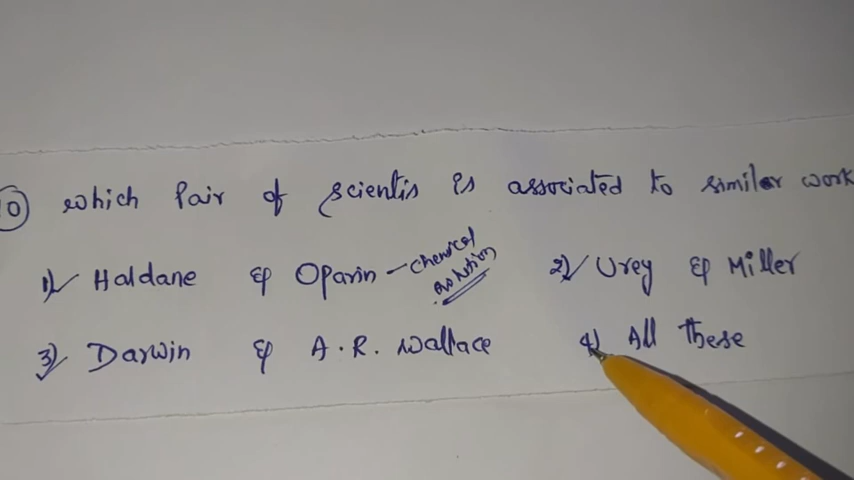 10) which Pair of scientis is associated to similar work
1) Haldane & Oparin - chemical evolution
2) Urey & Miller
3) Darwin & A.R. wallace
4) All these